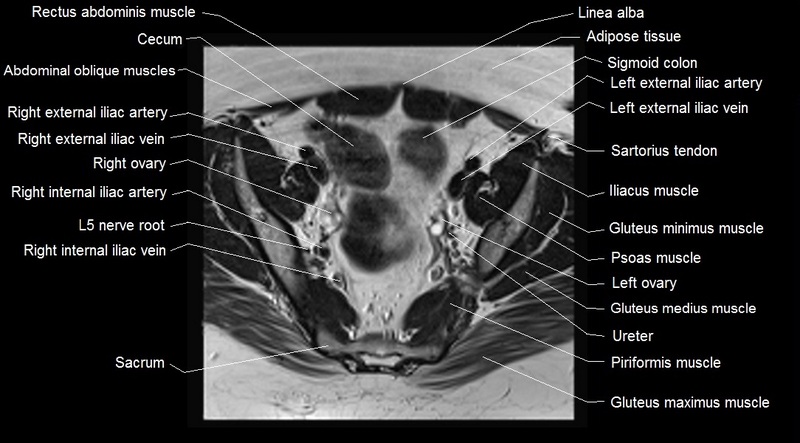 Rectus abdominis muscle
Cecum
Abdominal oblique muscles
Right external iliac artery
Right external iliac vein
Right ovary
Right internal iliac artery
L5 nerve root
Right internal iliac vein
Sacrum
Linea alba
Adipose tissue
Sigmoid colon
Left external iliac artery
Left external iliac vein
Sartorius tendon
Iliacus muscle
Gluteus minimus muscle
Psoas muscle
Left ovary
Gluteus medius muscle
Ureter
Piriformis muscle
Gluteus maximus muscle